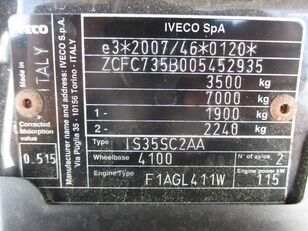 IVECO
ITALY
Manufacturer name/address
IVECO S.p.A.
Via Puglia 35 - 10156 Torino - ITALY
Corrected absorption value
0.515
IVECO SpA
e3*2007/46*0120*
ZCFC735B005452935
3500 kg
7000 kg
1- 1900 kg
2- 2240 kg
Type IS35SC2AA
Wheelbase 4100 N° of axles 2
Engine Type F1AGL411W Engine power kW 115